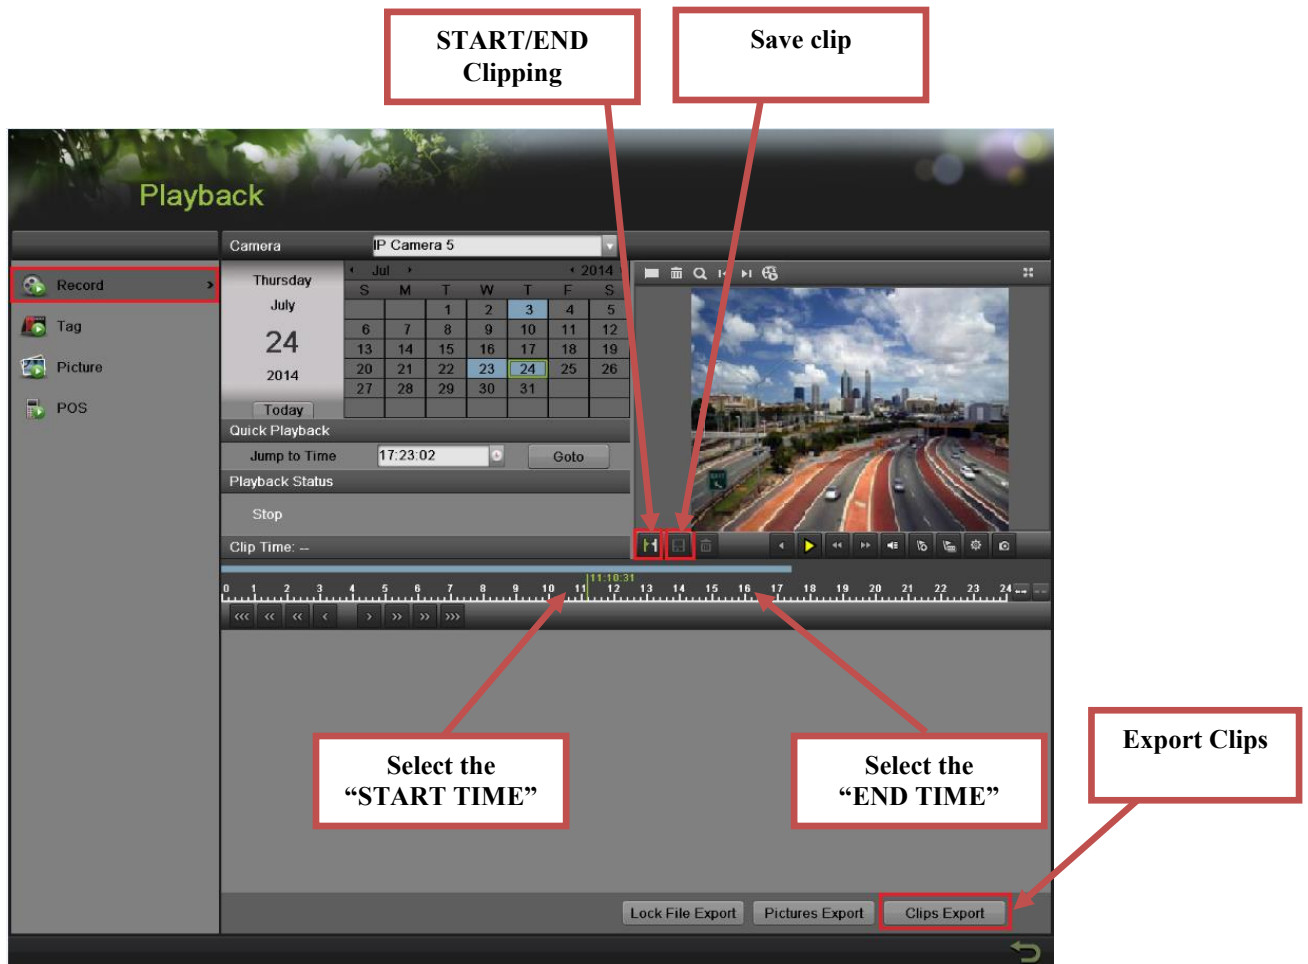 START/END
Clipping
Save clip
Playback
Camera
IP Camera 5
Record
Tag
Picture
POS
Thursday
July
24
2014
Today
Jul
2014
S M T W T F S
1 2 3 4 5
6 7 8 9 10 11 12
13 14 15 16 17 18 19
20 21 22 23 24 25 26
27 28 29 30 31
Quick Playback
Jump to Time 17:23:02 Goto
Playback Status
Stop
Clip Time: --
EXIT
11:10:31
0 1 2 3 4 5 6 7 8 9 10 11 12 13 14 15 16 17 18 19 20 21 22 23 24
Select the
“START TIME”
Select the
“END TIME”
Export Clips
Lock File Export
Pictures Export
Clips Export